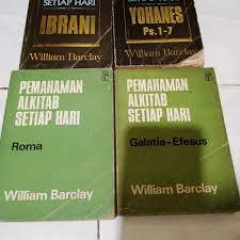 SETIAP HARI
IBRANI
William Barclay
YOHANES
Ps.1-7
William Barclay
PEMAHAMAN
ALKITAB
SETIAP HARI
Roma
William Barclay
PEMAHAMAN
ALKITAB
SETIAP HARI
Galatia-Efesus
William Barclay